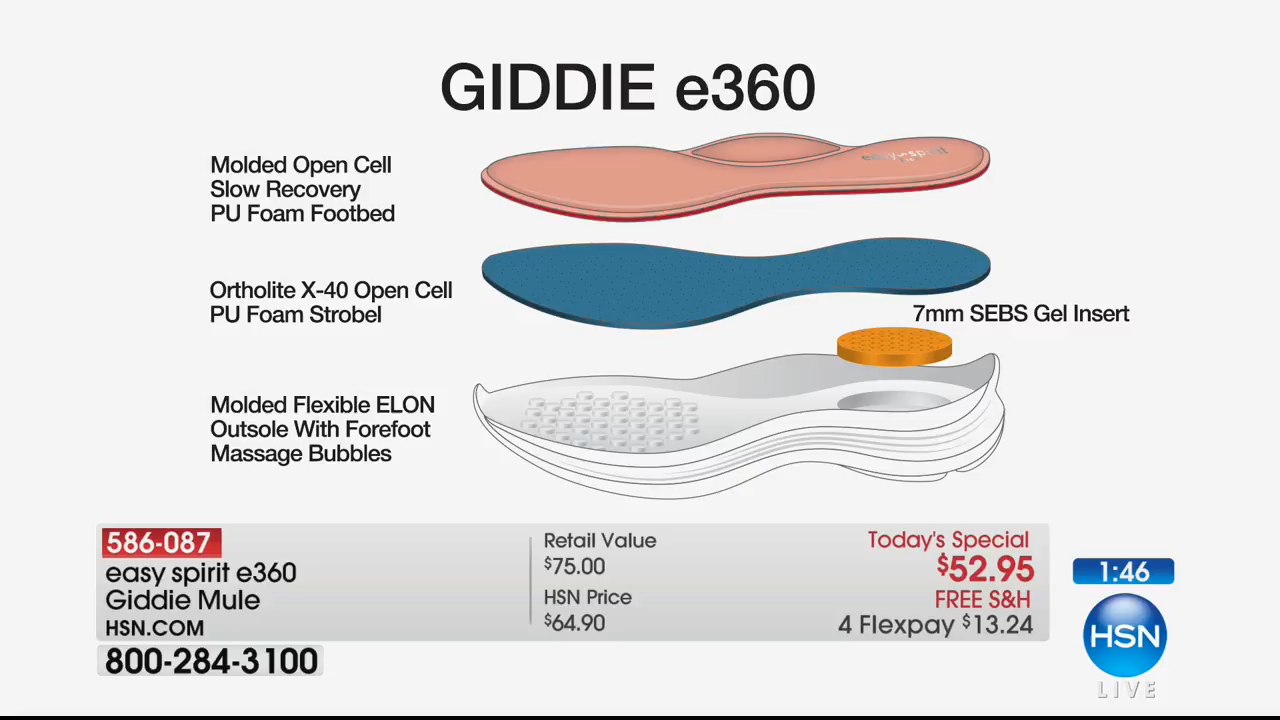 GIDDIE e360
Molded Open Cell
Slow Recovery
PU Foam Footbed
easy spirit
Ortholite X-40 Open Cell
PU Foam Strobel
7mm SEBS Gel Insert
Molded Flexible ELON
Outsole With Forefoot
Massage Bubbles
586-087
easy spirit e360
Giddie Mule
HSN.COM
800-284-3100
Retail Value
$75.00
HSN Price
$64.90
Today's Special
$52.95
FREE S&H
4 Flexpay $13.24
1:46
HSN
LIVE